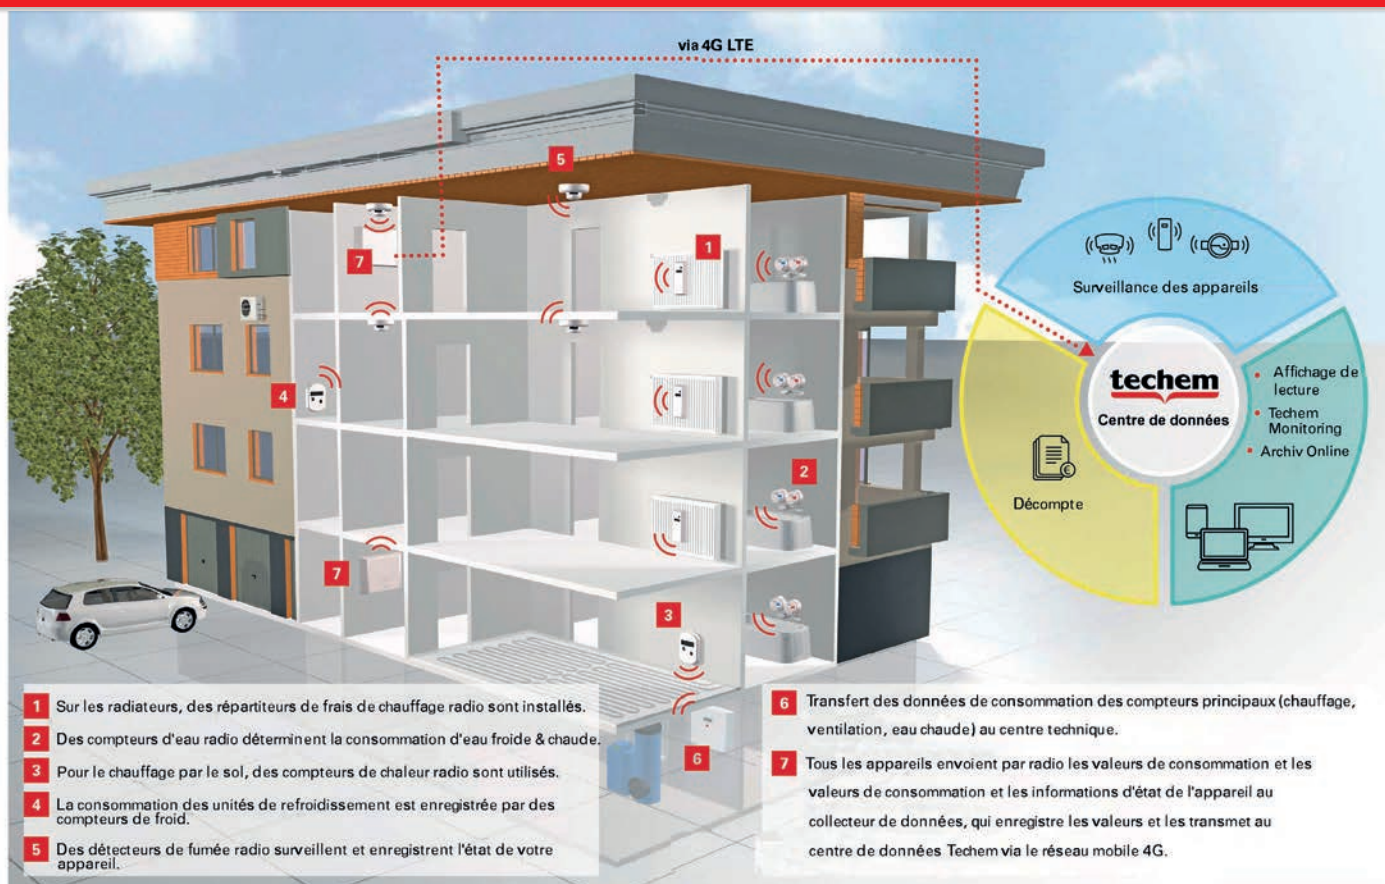 via 4G LTE
5
1
7
4
2
7
3
6
Surveillance des appareils
techem
Centre de données
• Affichage de
lecture
• Techem
Monitoring
• Archiv Online
Décompte
1 Sur les radiateurs, des répartiteurs de frais de chauffage radio sont installés.
2 Des compteurs d'eau radio déterminent la consommation d'eau froide & chaude.
3 Pour le chauffage par le sol, des compteurs de chaleur radio sont utilisés.
4 La consommation des unités de refroidissement est enregistrée par des
compteurs de froid.
5 Des détecteurs de fumée radio surveillent et enregistrent l'état de votre
appareil.
6 Transfert des données de consommation des compteurs principaux (chauffage,
ventilation, eau chaude) au centre technique.
7 Tous les appareils envoient par radio les valeurs de consommation et les
valeurs de consommation et les informations d'état de l'appareil au
collecteur de données, qui enregistre les valeurs et les transmet au
centre de données Techem via le réseau mobile 4G.